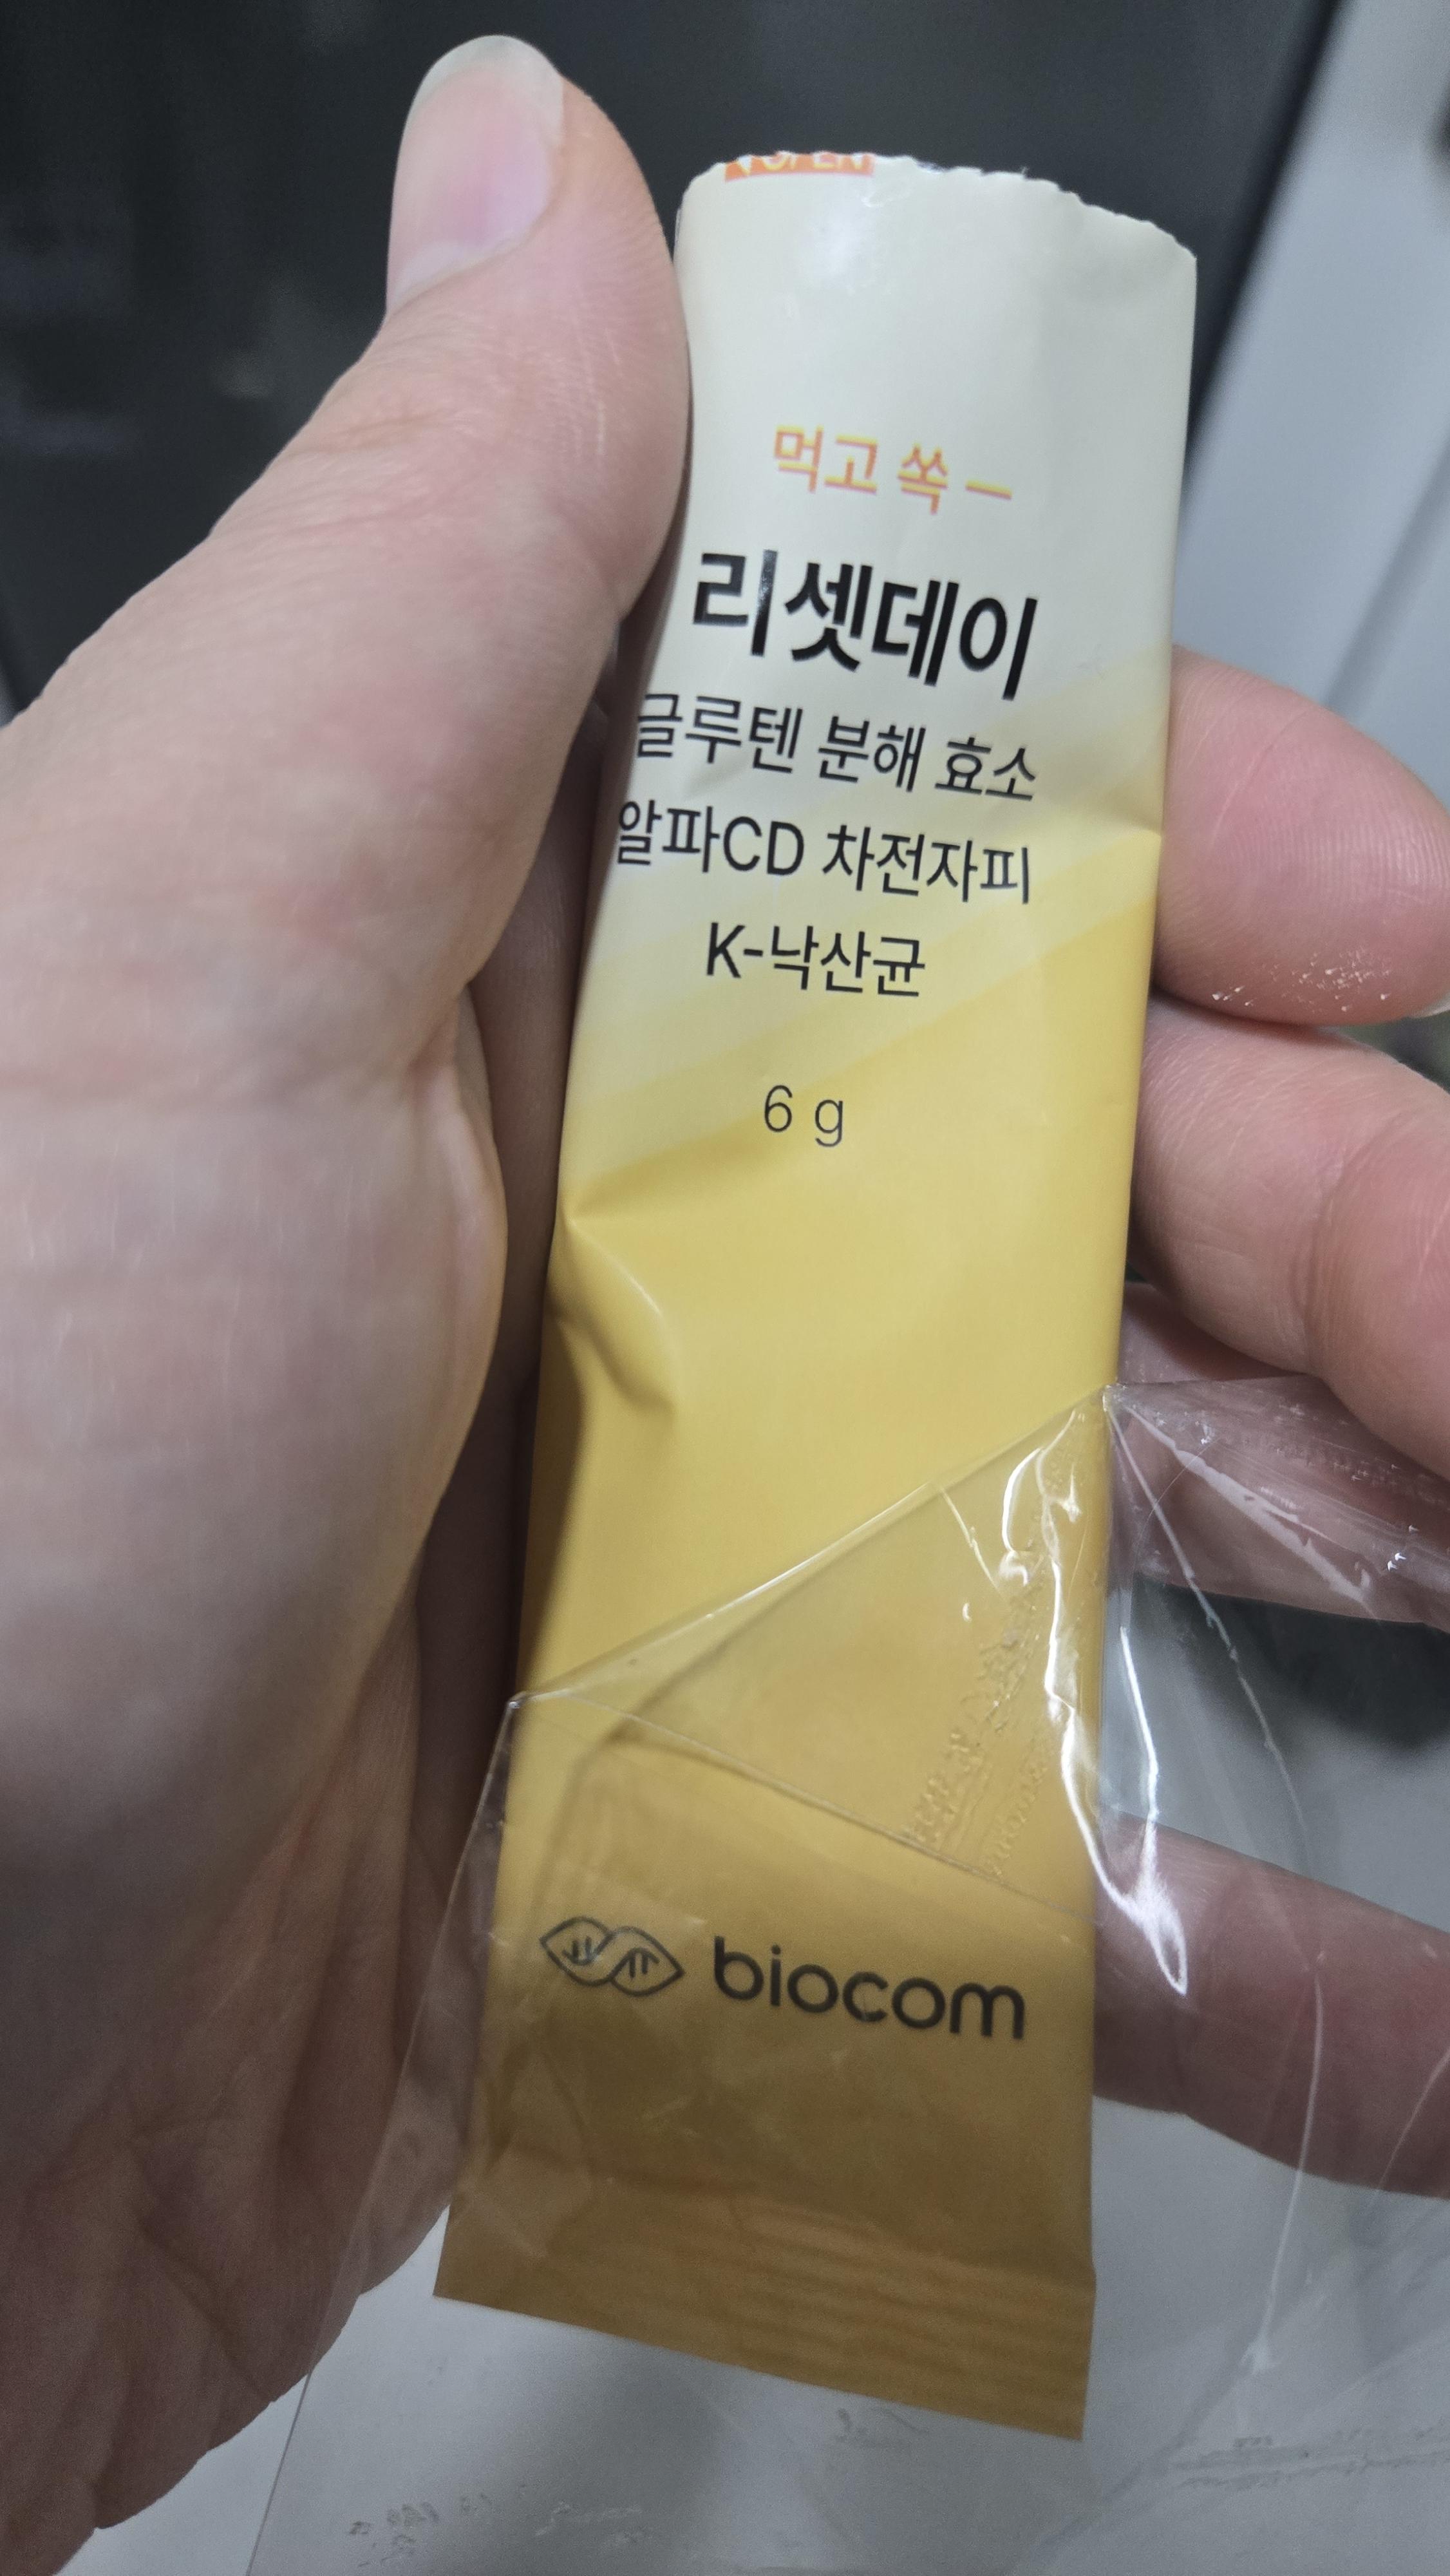 OPEN
먹고 쏙 –
리셋데이
글루텐 분해 효소
알파CD 차전자피
K-낙산균
6 g
biocom